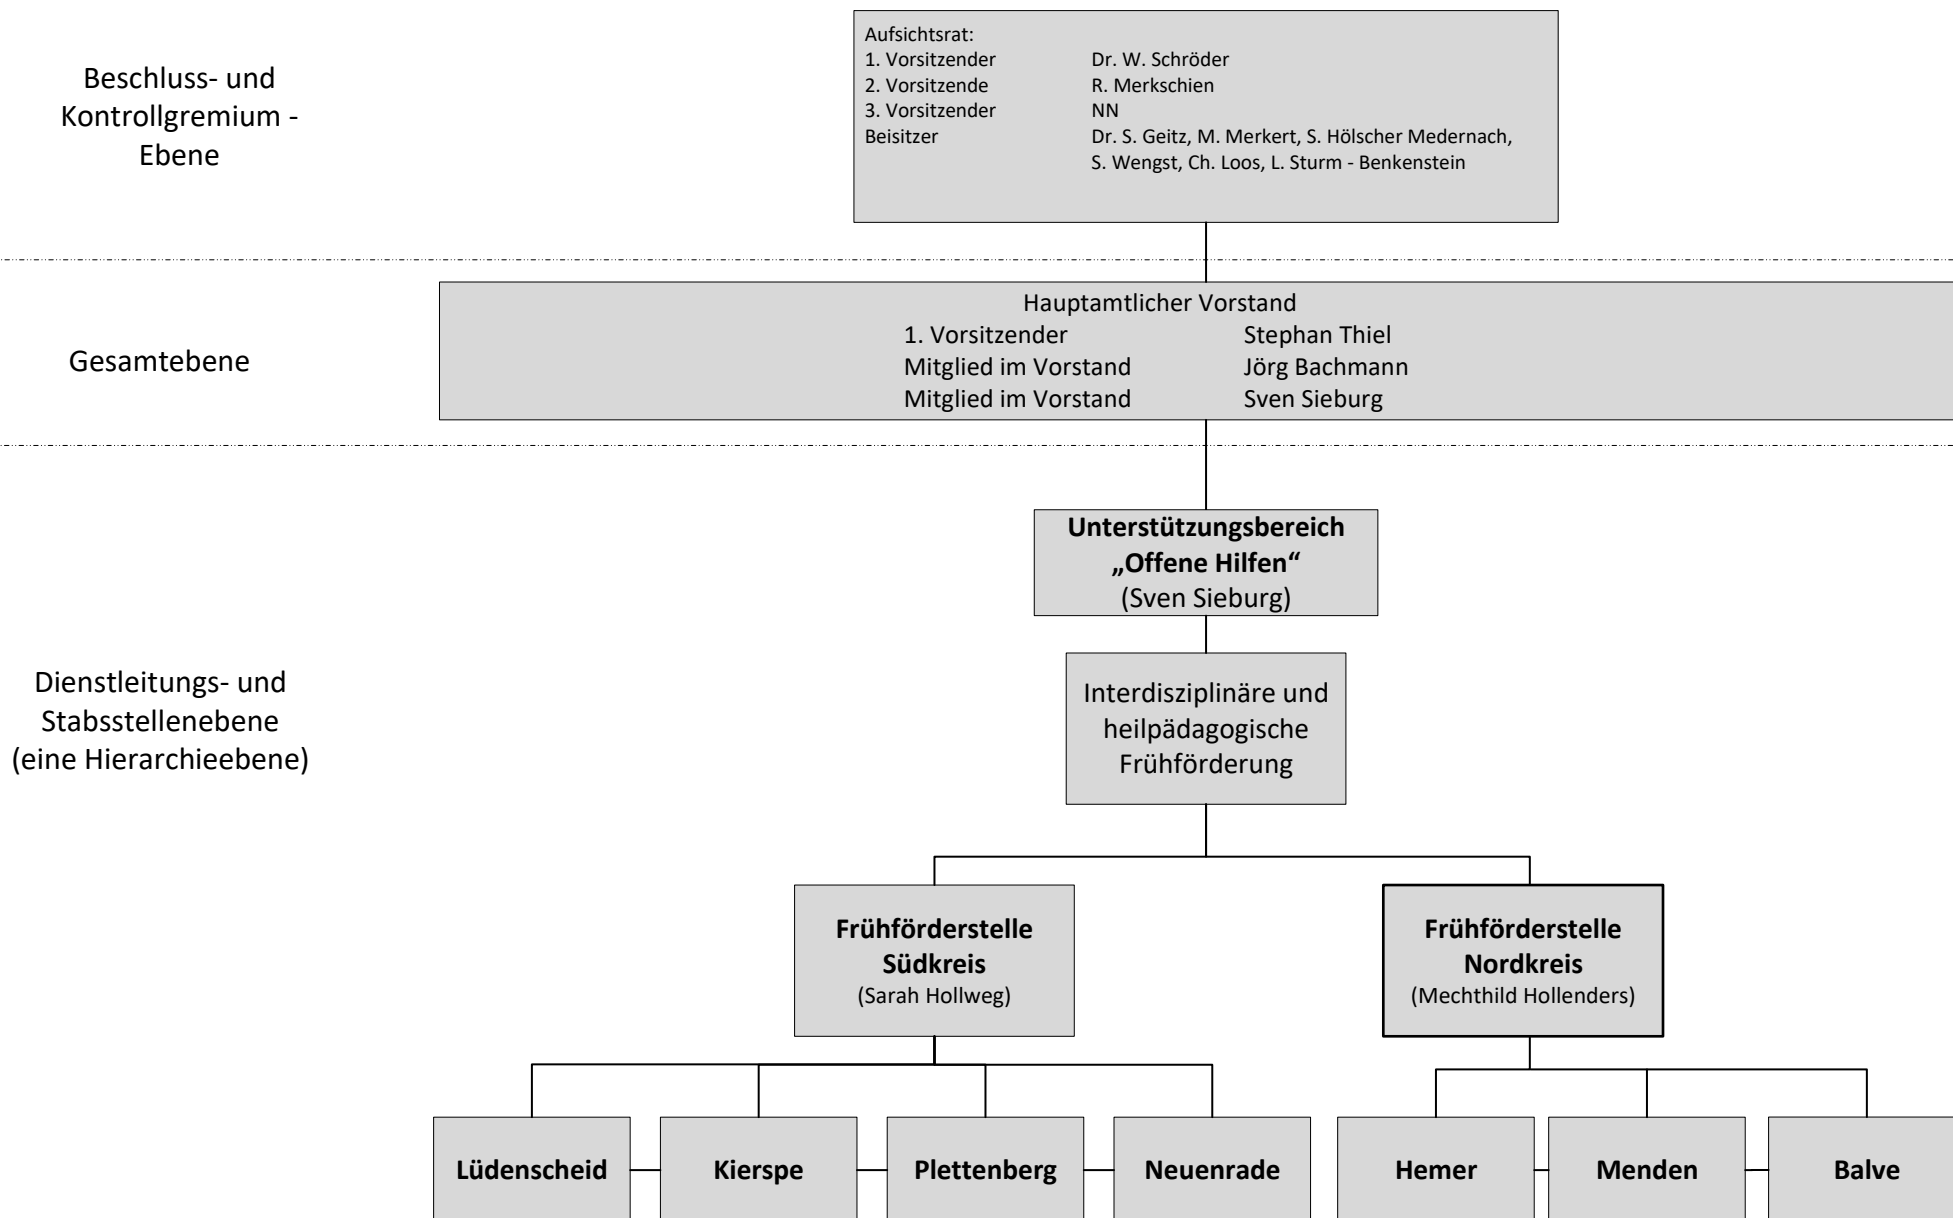 Beschluss- und
Kontrollgremium -
Ebene
Aufsichtsrat:
1. Vorsitzender Dr. W. Schröder
2. Vorsitzende R. Merkschien
3. Vorsitzender NN
Beisitzer Dr. S. Geitz, M. Merkert, S. Hölscher Medernach,
S. Wengst, Ch. Loos, L. Sturm - Benkenstein
Gesamtebene
Hauptamtlicher Vorstand
1. Vorsitzender Stephan Thiel
Mitglied im Vorstand Jörg Bachmann
Mitglied im Vorstand Sven Sieburg
Dienstleitungs- und
Stabsstellenebene
(eine Hierarchieebene)
Unterstützungsbereich
„Offene Hilfen“
(Sven Sieburg)
Interdisziplinäre und
heilpädagogische
Frühförderung
Frühförderstelle
Südkreis
(Sarah Hollweg)
Frühförderstelle
Nordkreis
(Mechthild Hollenders)
Lüdenscheid
Kierspe
Plettenberg
Neuenrade
Hemer
Menden
Balve